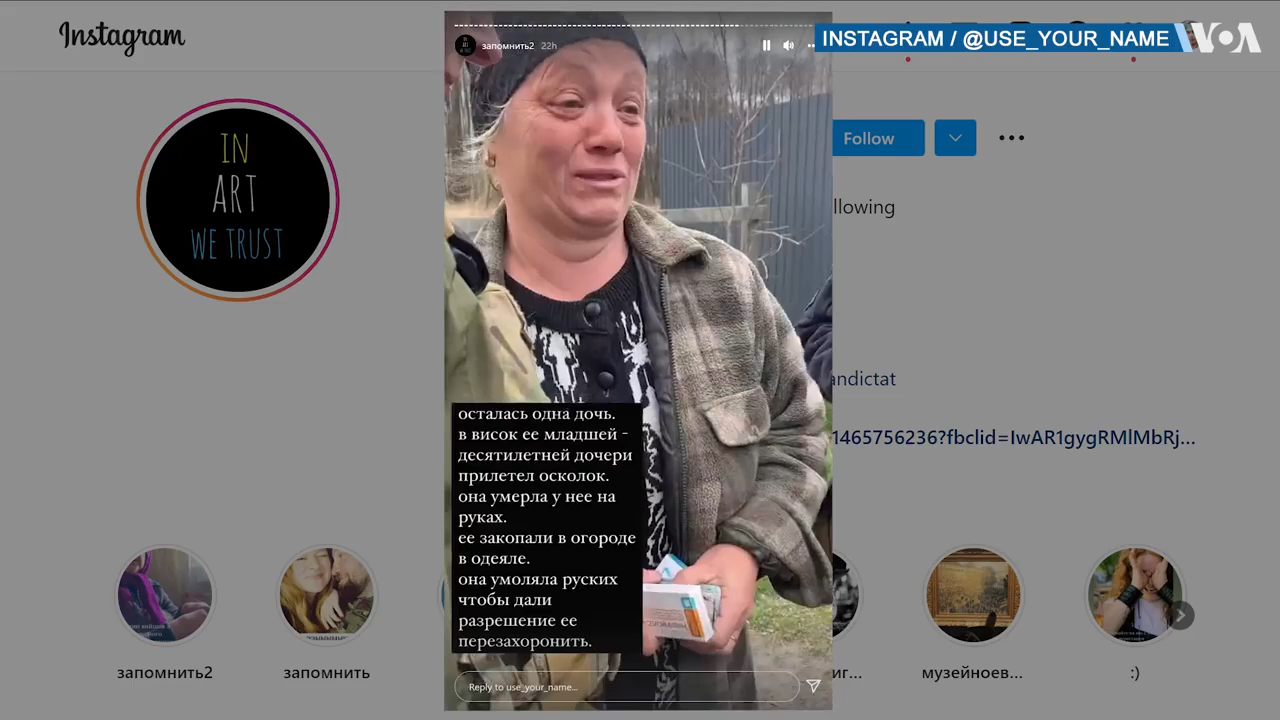 Instagram
запомнить2 22h
INSTAGRAM / @USE_YOUR_NAME
VOA
IN
ART
WE TRUST
Follow
llowing
andictat
1465756236?fbclid=IwAR1gygRMlMbRj...
осталась одна дочь.
в висок ее младшей -
десятилетней дочери
прилетел осколок.
она умерла у нее на
руках.
ее закопали в огороде
в одеяле.
она умоляла руских
чтобы дали
разрешение ее
перезахоронить.
запомнить2
запомнить
иг...
музейноев...
:)
Reply to use_your_name...